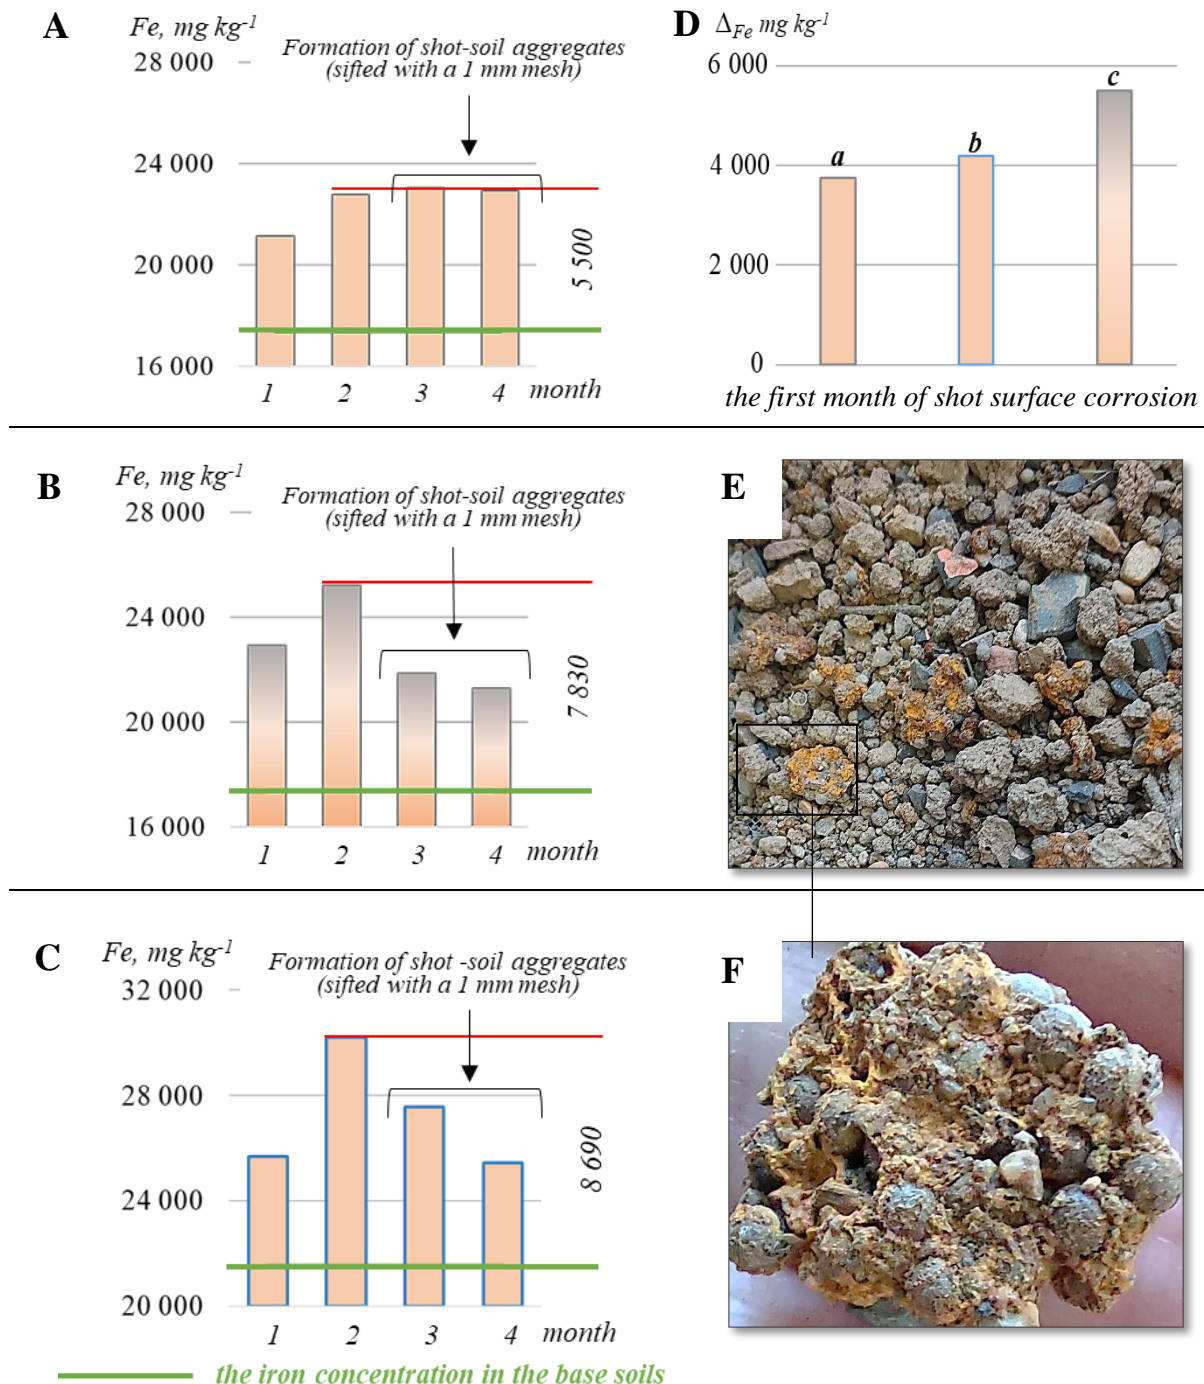 A
Fe, mg kg-1
28 000
Formation of shot-soil aggregates
(sifted with a 1 mm mesh)
24 000
20 000
16 000
5 500
1 2 3 4 month
D
ΔFe mg kg-1
6 000
4 000
2 000
0
a b c
the first month of shot surface corrosion
B
Fe, mg kg-1
28 000
Formation of shot-soil aggregates
(sifted with a 1 mm mesh)
24 000
20 000
16 000
7 830
1 2 3 4 month
E
C
Fe, mg kg-1
32 000
Formation of shot -soil aggregates
(sifted with a 1 mm mesh)
28 000
24 000
20 000
8 690
1 2 3 4 month
F
the iron concentration in the base soils